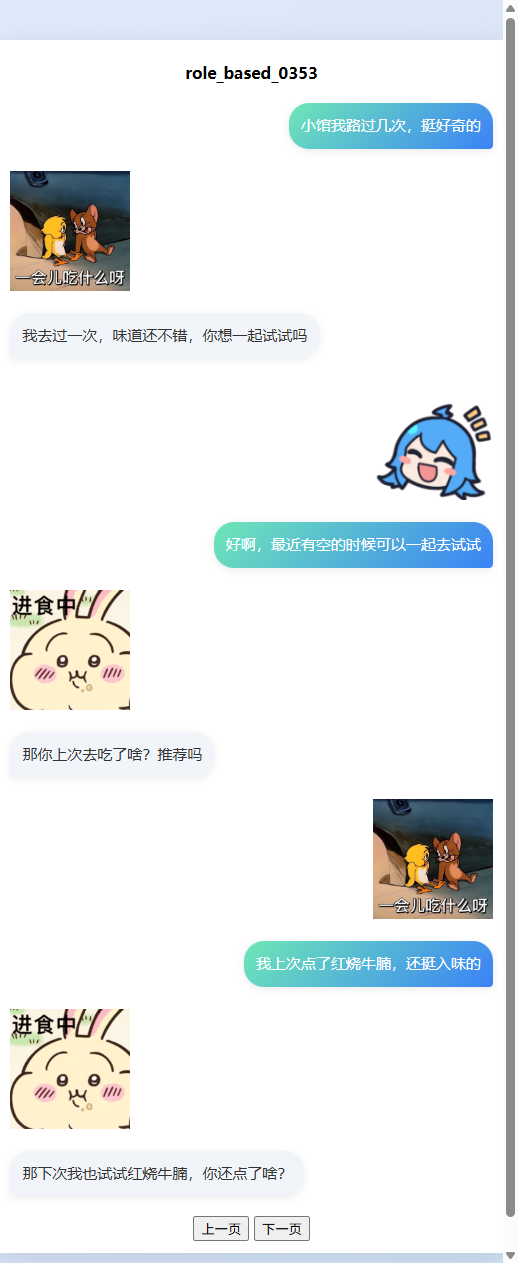 role_based_0353
小馆我路过几次，挺好奇的
一会儿吃什么呀
我去过一次，味道还不错，你想一起试试吗
好啊，最近有空的时候可以一起去试试
进食中
那你上次去吃了啥？推荐吗
一会儿吃什么呀
我上次点了红烧牛腩，还挺入味的
进食中
那下次我也试试红烧牛腩，你还点了啥？
上一页 下一页